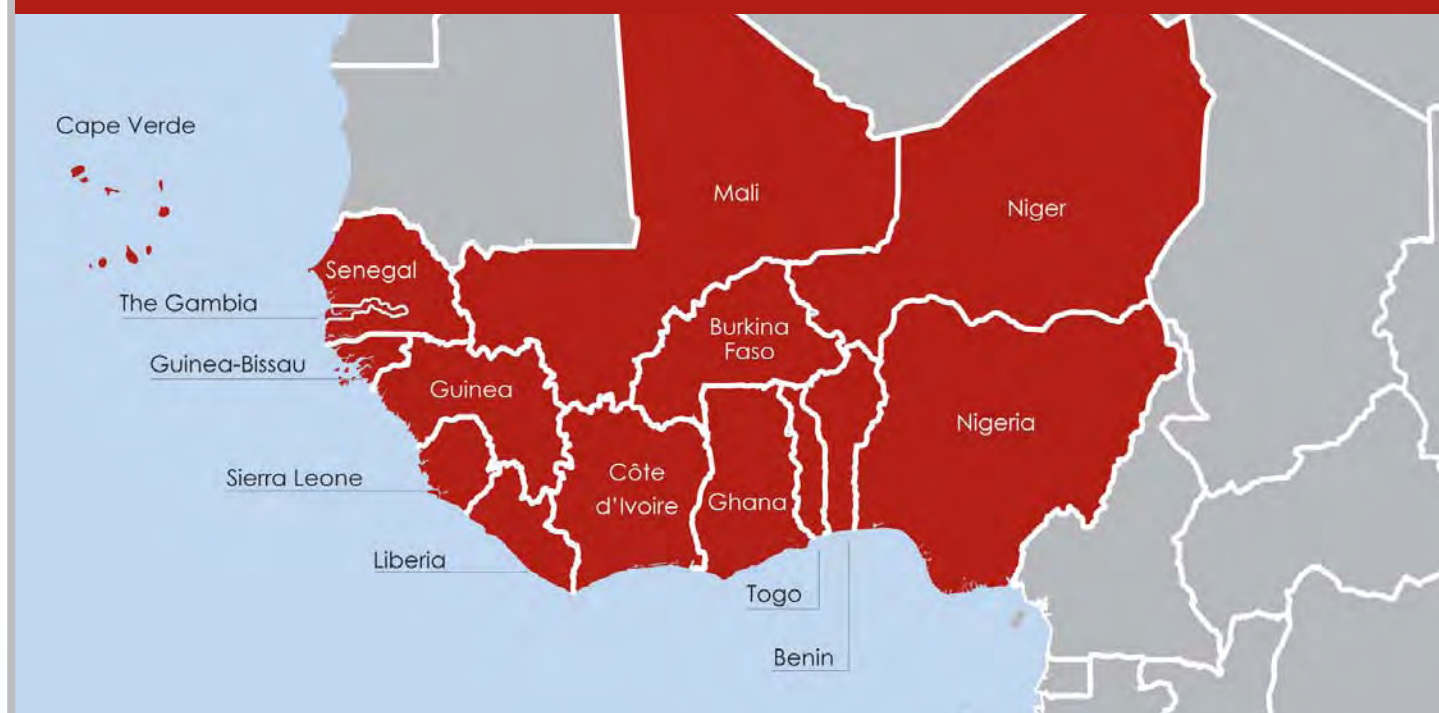 Cape Verde
Mali
Niger
Senegal
The Gambia
Burkina
Faso
Guinea-Bissau
Guinea
Nigeria
Sierra Leone
Côte
d'Ivoire
Ghana
Liberia
Togo
Benin